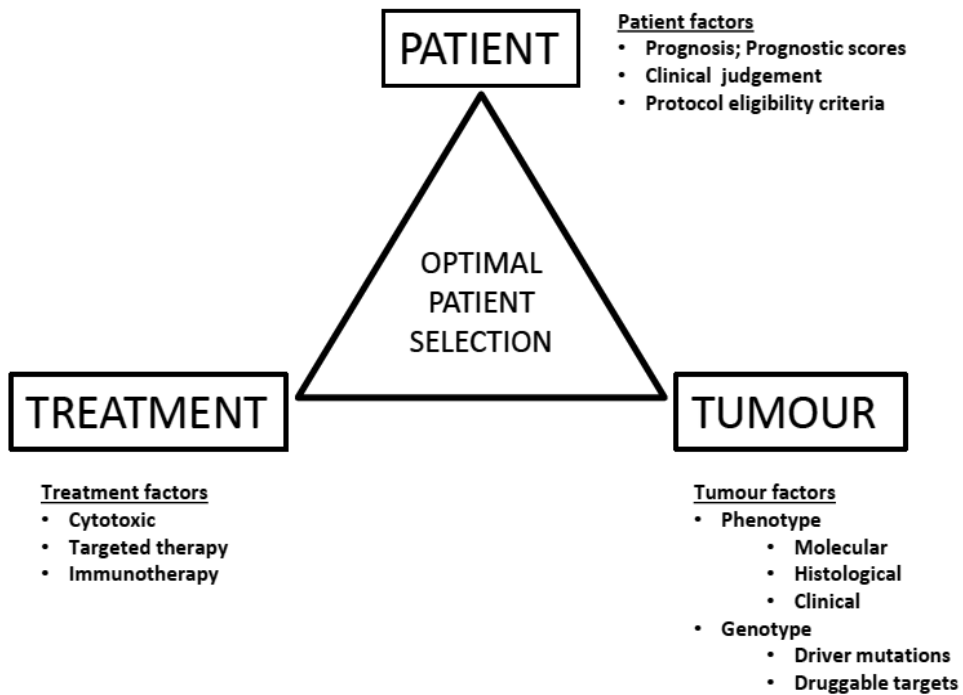 PATIENT
Patient factors
• Prognosis; Prognostic scores
• Clinical judgement
• Protocol eligibility criteria
OPTIMAL
PATIENT
SELECTION
TREATMENT
Treatment factors
• Cytotoxic
• Targeted therapy
• Immunotherapy
TUMOUR
Tumour factors
• Phenotype
• Molecular
• Histological
• Clinical
• Genotype
• Driver mutations
• Druggable targets